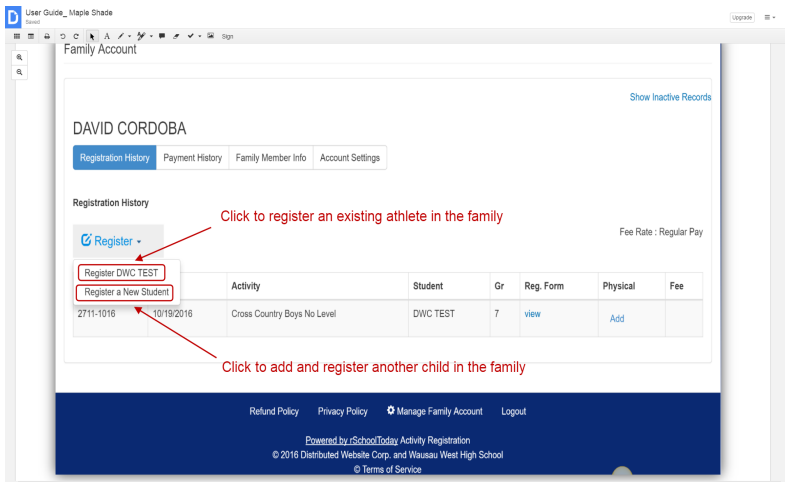 User Guide_ Maple Shade
Saved
Upgrade
Sign
Family Account
Show Inactive Records
DAVID CORDOBA
Registration History Payment History Family Member Info Account Settings
Registration History
Click to register an existing athlete in the family
Register
Fee Rate : Regular Pay
Register DWC TEST
Register a New Student
Activity Student Gr Reg. Form Physical Fee
2711-1016 10/19/2016 Cross Country Boys No Level DWC TEST 7 view Add
Click to add and register another child in the family
Refund Policy Privacy Policy Manage Family Account Logout
Powered by rSchoolToday Activity Registration
© 2016 Distributed Website Corp. and Wausau West High School
© Terms of Service